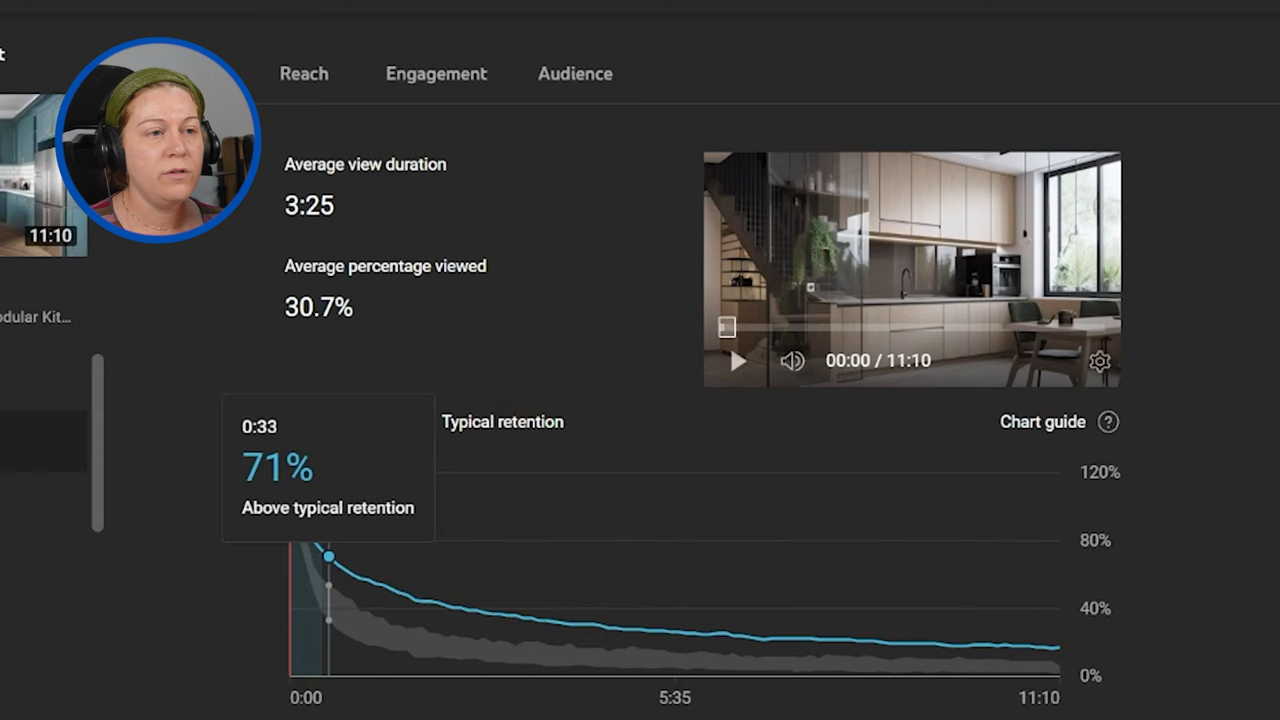 t
Reach Engagement Audience
11:10
odular Kit...
Average view duration
3:25
Average percentage viewed
30.7%
00:00 / 11:10
0:33
71%
Above typical retention
Typical retention
Chart guide ?
120%
80%
40%
0%
0:00 5:35 11:10